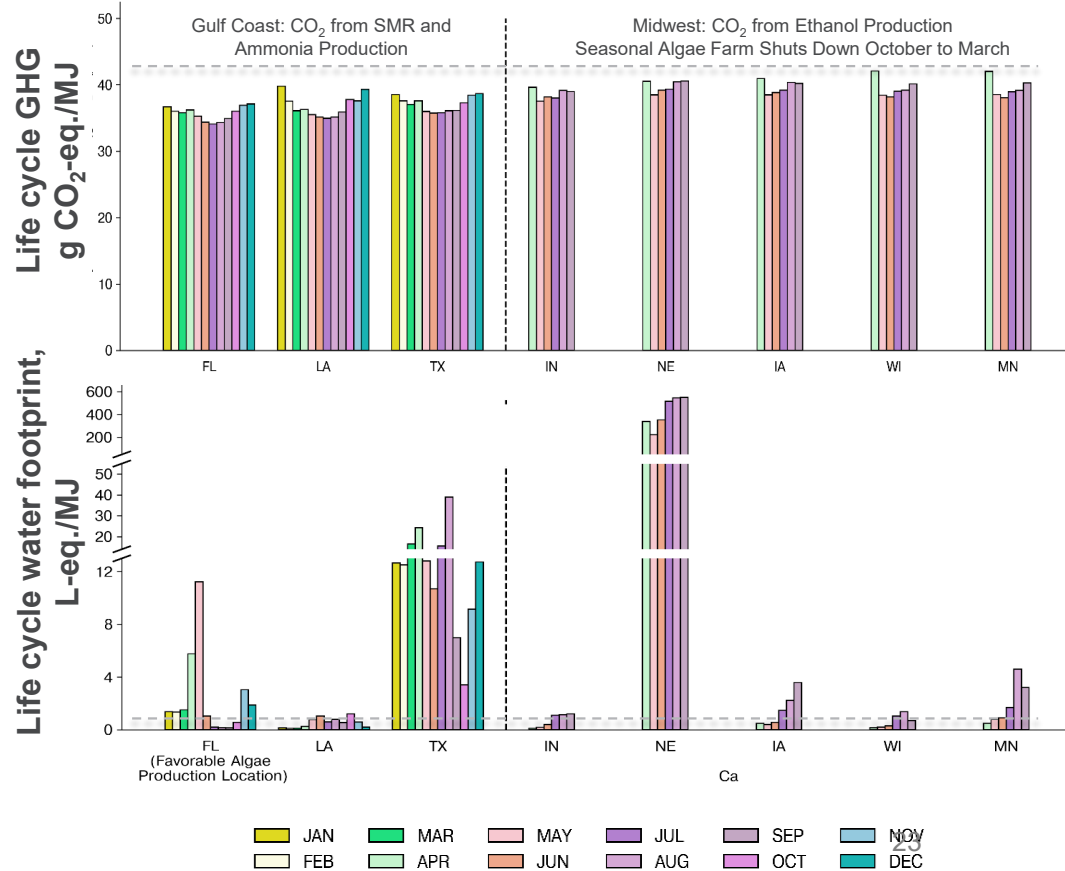 Life cycle GHG
g CO₂-eq./MJ
Gulf Coast: CO₂ from SMR and
Ammonia Production
Midwest: CO₂ from Ethanol Production
Seasonal Algae Farm Shuts Down October to March
50
40
30
20
10
0
FL
LA
TX
IN
NE
IA
WI
MN
Life cycle water footprint,
L-eq./MJ
600
400
200
50
40
30
20
12
8
4
0
FL
(Favorable Algae
Production Location)
LA
TX
IN
NE
IA
WI
MN
Ca
JAN
MAR
MAY
JUL
SEP
NOV
FEB
APR
JUN
AUG
OCT
DEC
23